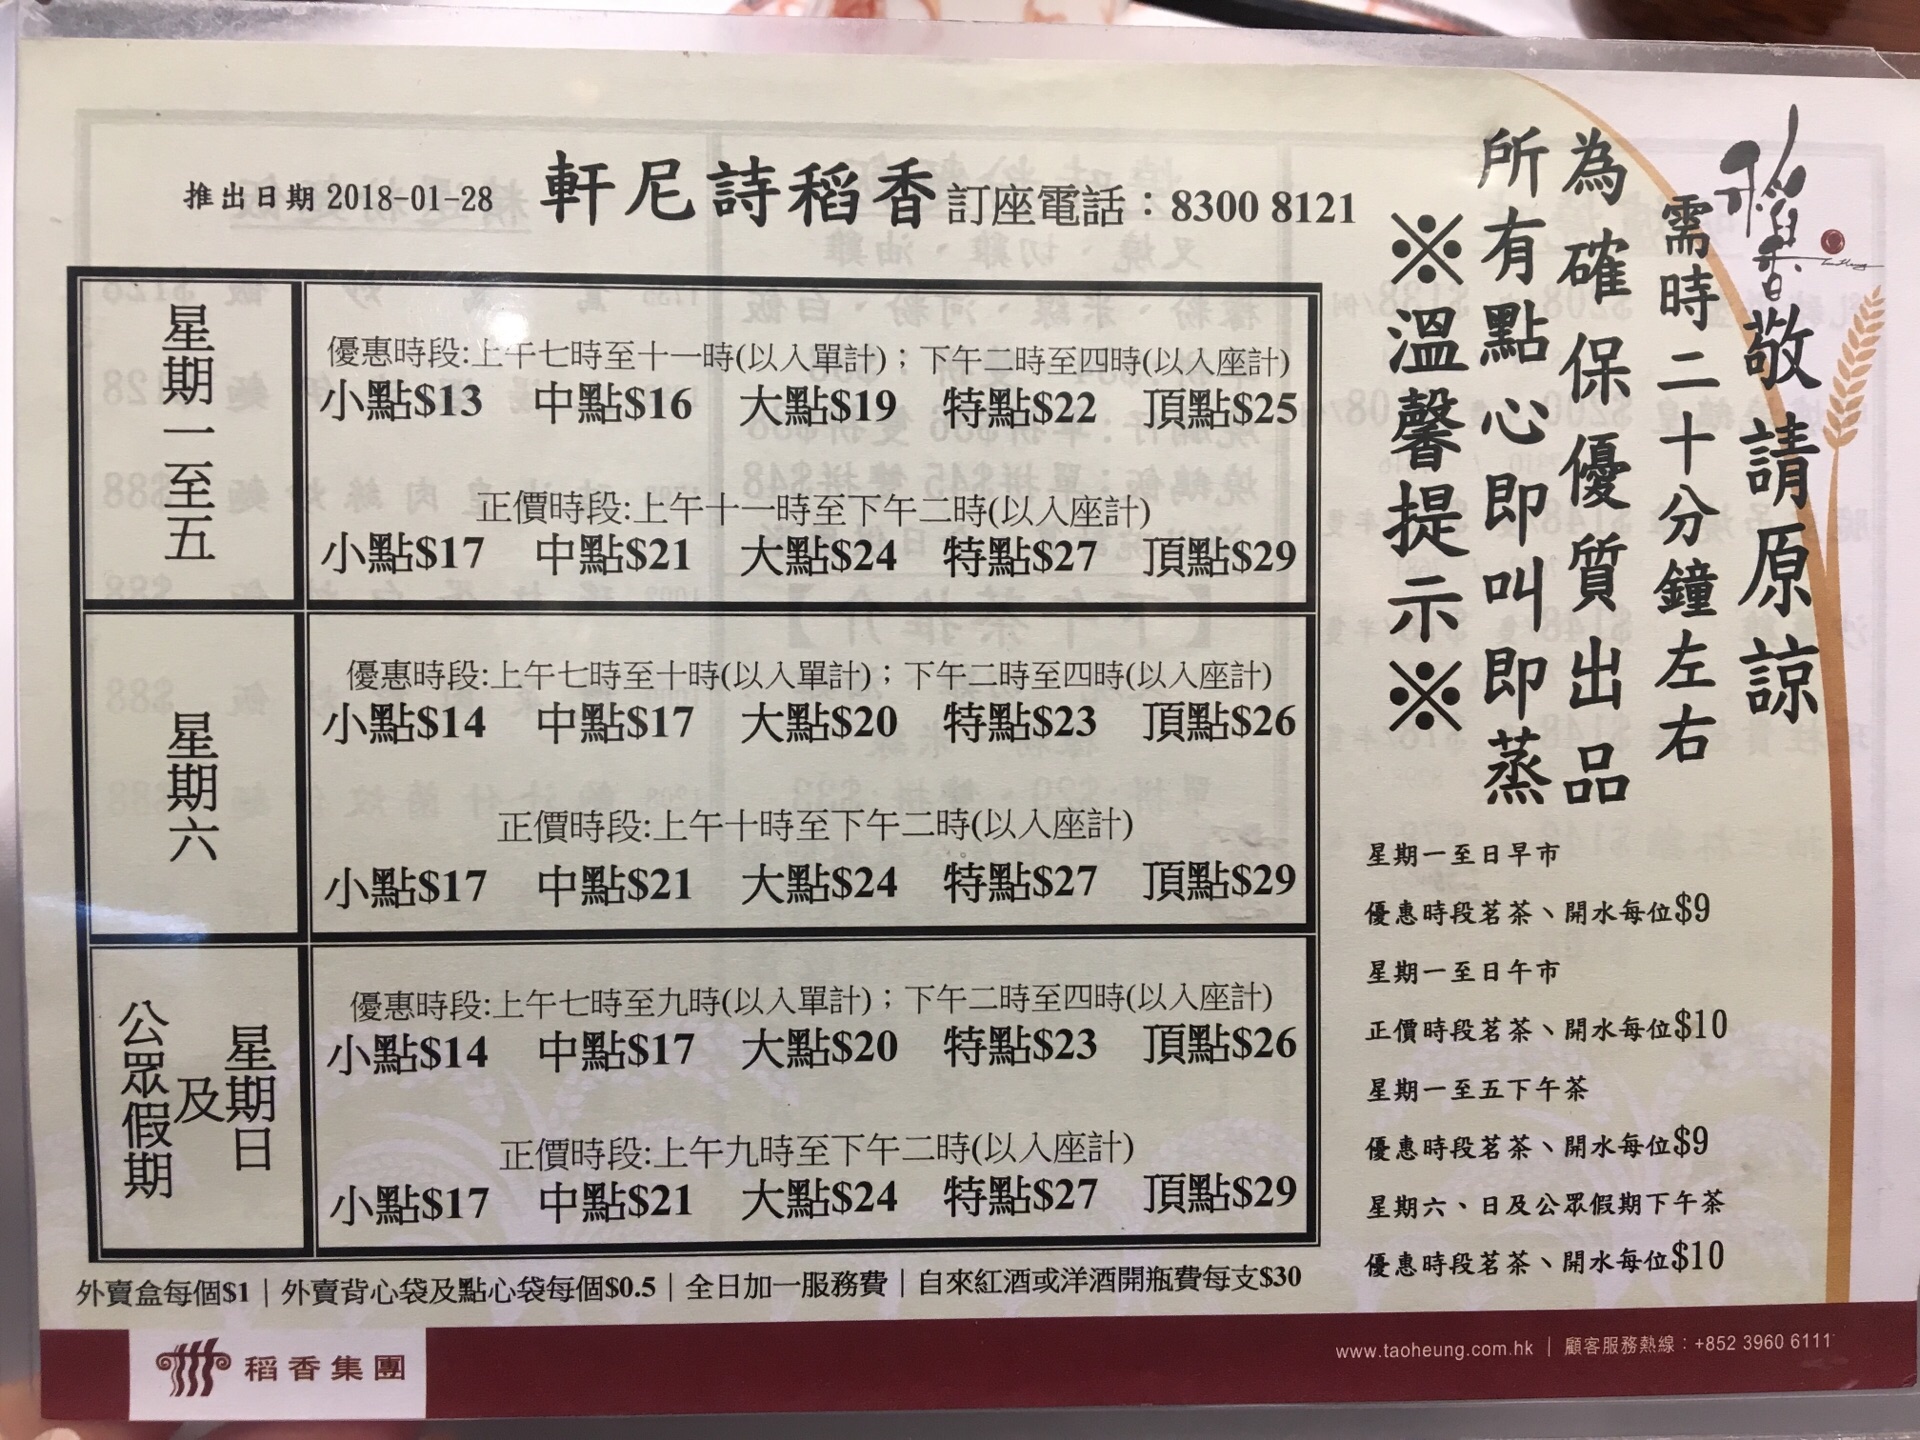 推出日期 2018-01-28 軒尼詩稻香 訂座電話：8300 8121
星期一至五
優惠時段:上午七時至十一時(以入單計)；下午二時至四時(以入座計)
小點$13 中點$16 大點$19 特點$22 頂點$25
正價時段:上午十一時至下午二時(以入座計)
小點$17 中點$21 大點$24 特點$27 頂點$29
星期六
優惠時段:上午七時至十時(以入單計)；下午二時至四時(以入座計)
小點$14 中點$17 大點$20 特點$23 頂點$26
正價時段:上午十時至下午二時(以入座計)
小點$17 中點$21 大點$24 特點$27 頂點$29
星期日
及
公眾假期
優惠時段:上午七時至九時(以入單計)；下午二時至四時(以入座計)
小點$14 中點$17 大點$20 特點$23 頂點$26
正價時段:上午九時至下午二時(以入座計)
小點$17 中點$21 大點$24 特點$27 頂點$29
外賣盒每個$1｜外賣背心袋及點心袋每個$0.5｜全日加一服務費｜自來紅酒或洋酒開瓶費每支$30
稻香
※溫馨提示※
所有點心即叫即蒸
為確保優質出品
需時二十分鐘左右
敬請原諒
星期一至日早市
優惠時段茗茶、開水每位$9
星期一至日午市
正價時段茗茶、開水每位$10
星期一至五下午茶
優惠時段茗茶、開水每位$9
星期六、日及公眾假期下午茶
優惠時段茗茶、開水每位$10
稻香集團
www.taoheung.com.hk｜顧客服務熱線：+852 3960 6111